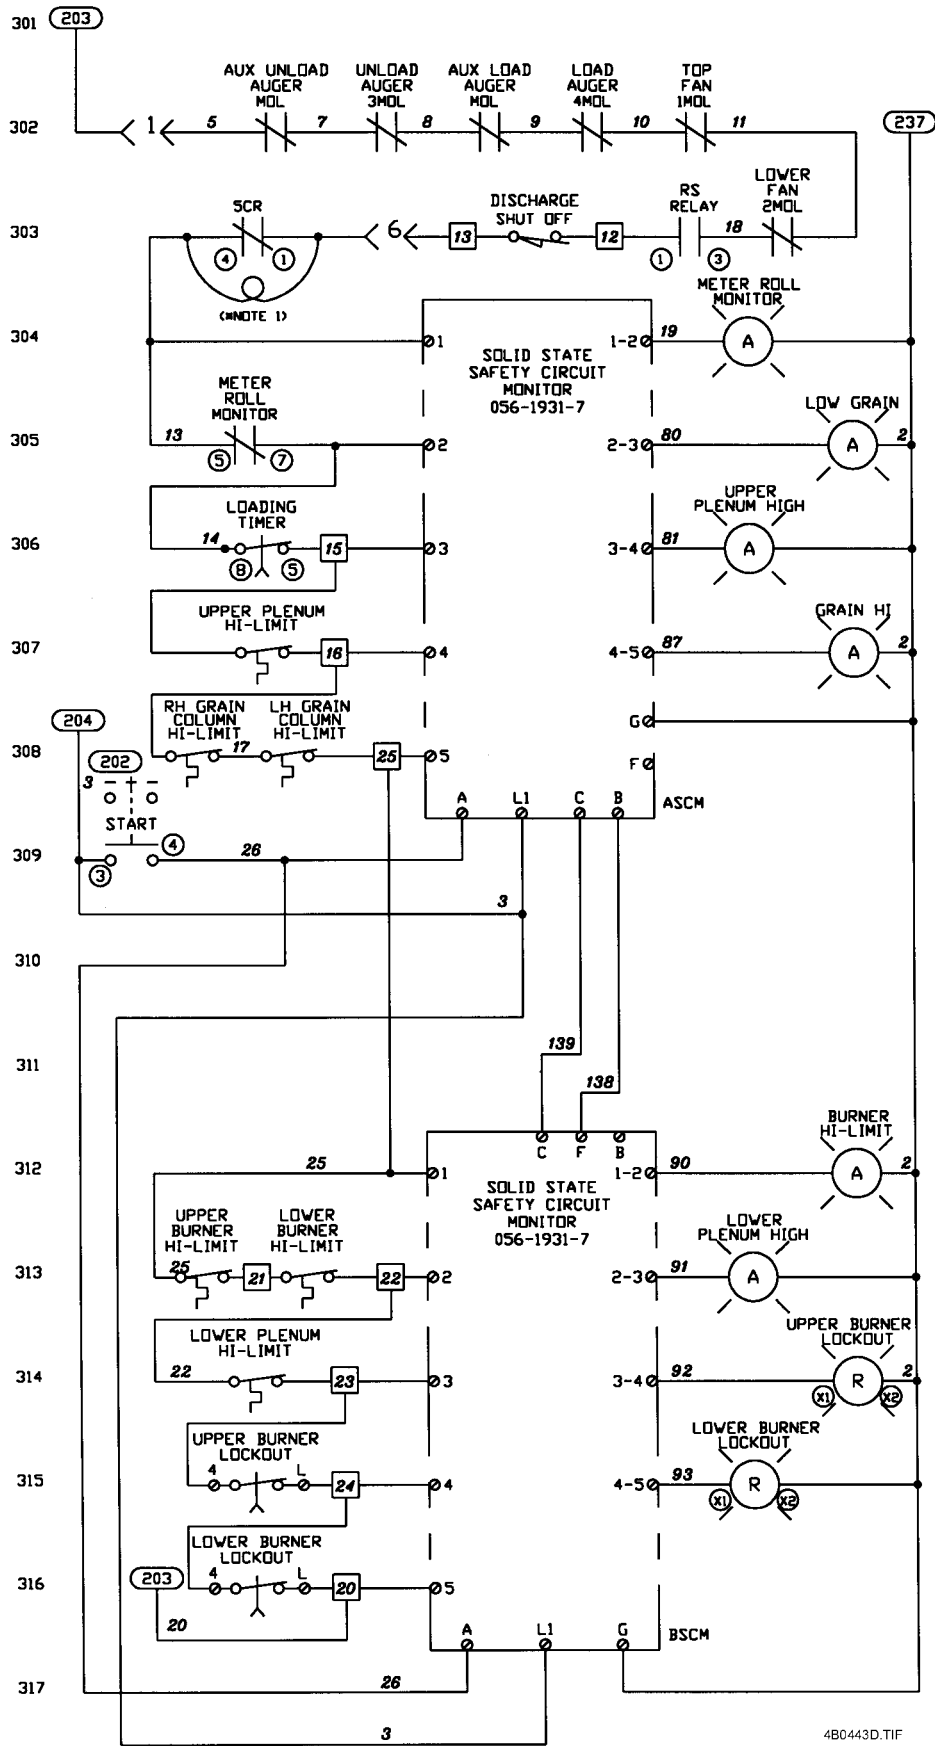 301
203
AUX UNLOAD
AUGER
MOL
UNLOAD
AUGER
3MOL
AUX LOAD
AUGER
MOL
LOAD
AUGER
4MOL
TOP
FAN
1MOL
302
1
5
7
8
9
10
11
237
303
5CR
4
1
6
13
DISCHARGE
SHUT OFF
12
RS
RELAY
1
3
18
LOWER
FAN
2MOL
(*NOTE 1)
METER ROLL
MONITOR
304
1
SOLID STATE
SAFETY CIRCUIT
MONITOR
056-1931-7
1-2
19
A
METER
ROLL
MONITOR
LOW GRAIN
305
13
5
7
2
2-3
80
A
2
LOADING
TIMER
UPPER
PLENUM HIGH
306
14
8
5
15
3
3-4
81
A
UPPER PLENUM
HI-LIMIT
GRAIN HI
307
16
4
4-5
87
A
2
204
RH GRAIN
COLUMN
HI-LIMIT
LH GRAIN
COLUMN
HI-LIMIT
G
308
17
25
5
F
202
3
START
4
A
L1
C
B
ASCM
309
3
26
3
310
311
139
138
C
F
B
BURNER
HI-LIMIT
312
25
1
SOLID STATE
SAFETY CIRCUIT
MONITOR
056-1931-7
1-2
90
A
2
UPPER
BURNER
HI-LIMIT
LOWER
BURNER
HI-LIMIT
LOWER
PLENUM HIGH
313
25
21
22
2
2-3
91
A
LOWER PLENUM
HI-LIMIT
UPPER BURNER
LOCKOUT
314
22
23
3
3-4
92
X1
R
X2
2
UPPER BURNER
LOCKOUT
LOWER BURNER
LOCKOUT
315
4
L
24
4
4-5
93
X1
R
X2
LOWER BURNER
LOCKOUT
316
203
4
L
20
5
20
A
L1
G
BSCM
317
26
3
4B0443D.TIF